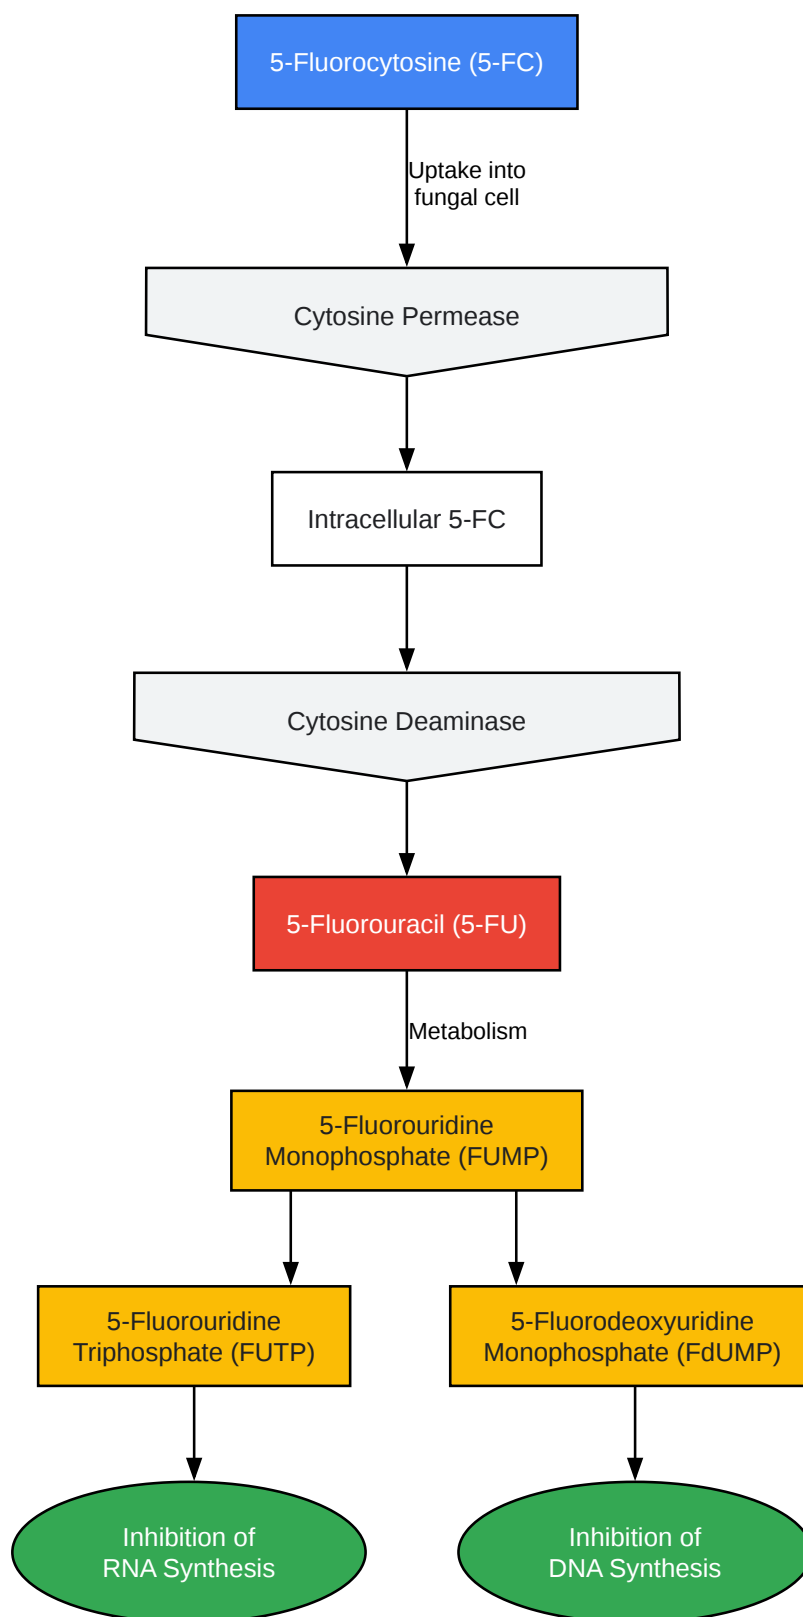 5-Fluorocytosine (5-FC)
Uptake into
fungal cell
Cytosine Permease
Intracellular 5-FC
Cytosine Deaminase
5-Fluorouracil (5-FU)
Metabolism
5-Fluorouridine
Monophosphate (FUMP)
5-Fluorouridine
Triphosphate (FUTP)
5-Fluorodeoxyuridine
Monophosphate (FdUMP)
Inhibition of
RNA Synthesis
Inhibition of
DNA Synthesis